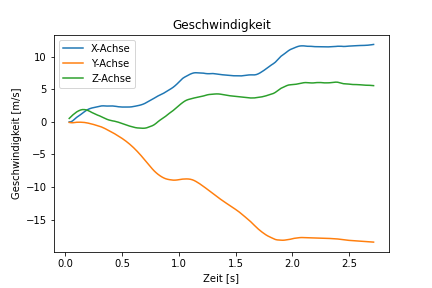 Geschwindigkeit
X-Achse
Y-Achse
Z-Achse
Geschwindigkeit [m/s]
10
5
0
−5
−10
−15
0.0 0.5 1.0 1.5 2.0 2.5
Zeit [s]